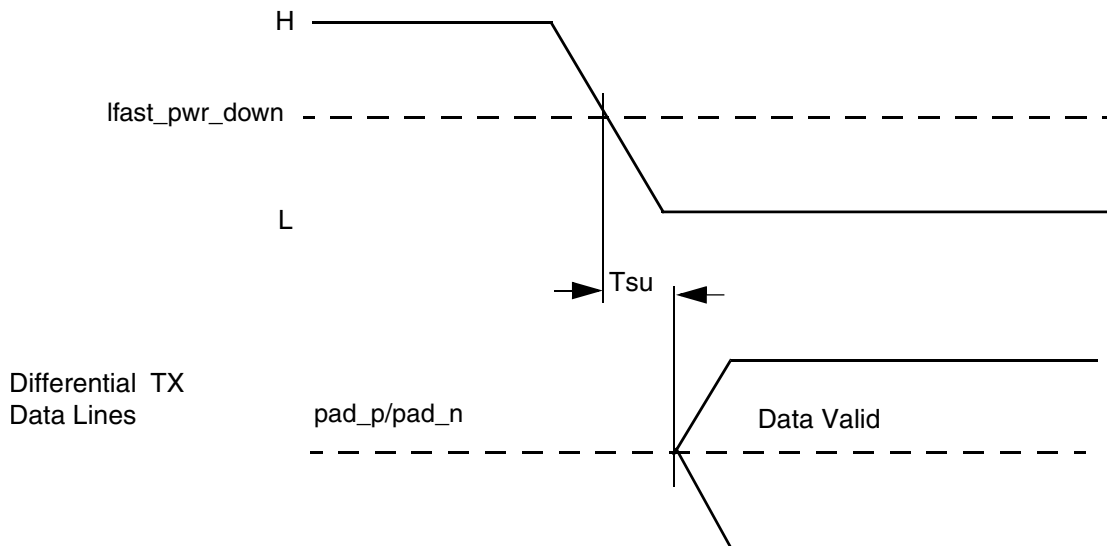 H
lfast_pwr_down
L
Tsu
Differential TX
Data Lines
pad_p/pad_n
Data Valid